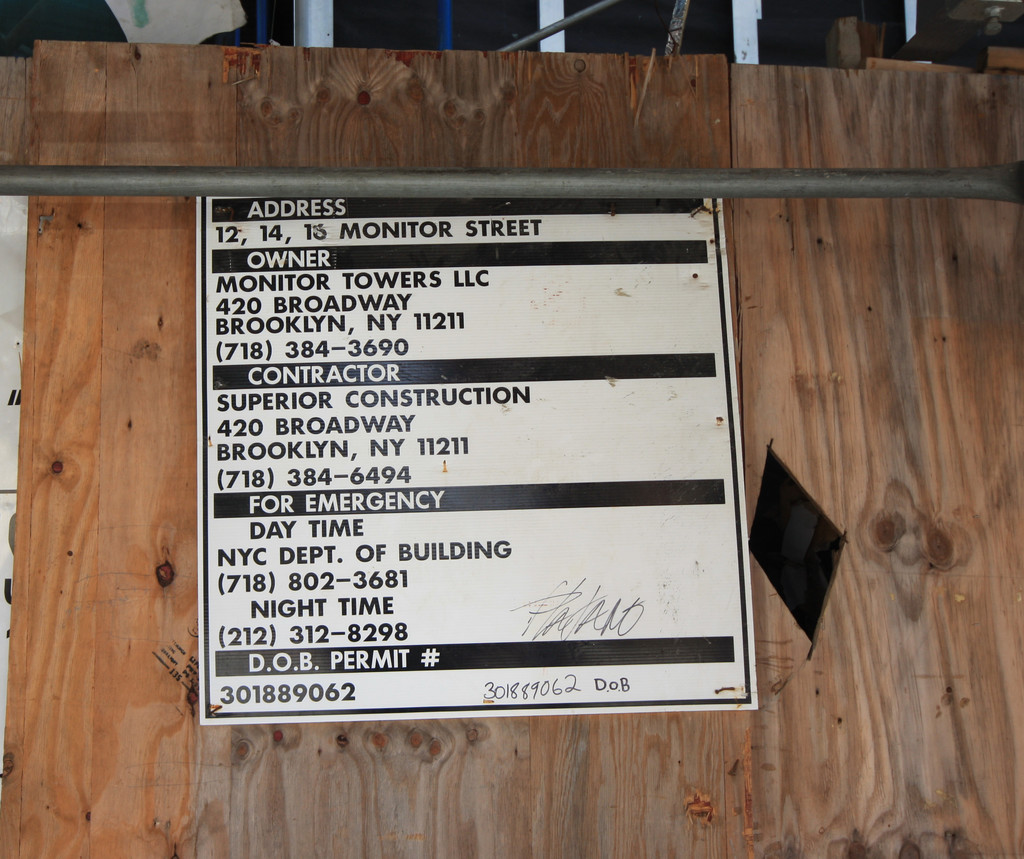 ADDRESS
12, 14, 16 MONITOR STREET
OWNER
MONITOR TOWERS LLC
420 BROADWAY
BROOKLYN, NY 11211
(718) 384-3690
CONTRACTOR
SUPERIOR CONSTRUCTION
420 BROADWAY
BROOKLYN, NY 11211
(718) 384-6494
FOR EMERGENCY
DAY TIME
NYC DEPT. OF BUILDING
(718) 802-3681
NIGHT TIME
(212) 312-8298
D.O.B. PERMIT #
301889062
301889062 D.O.B